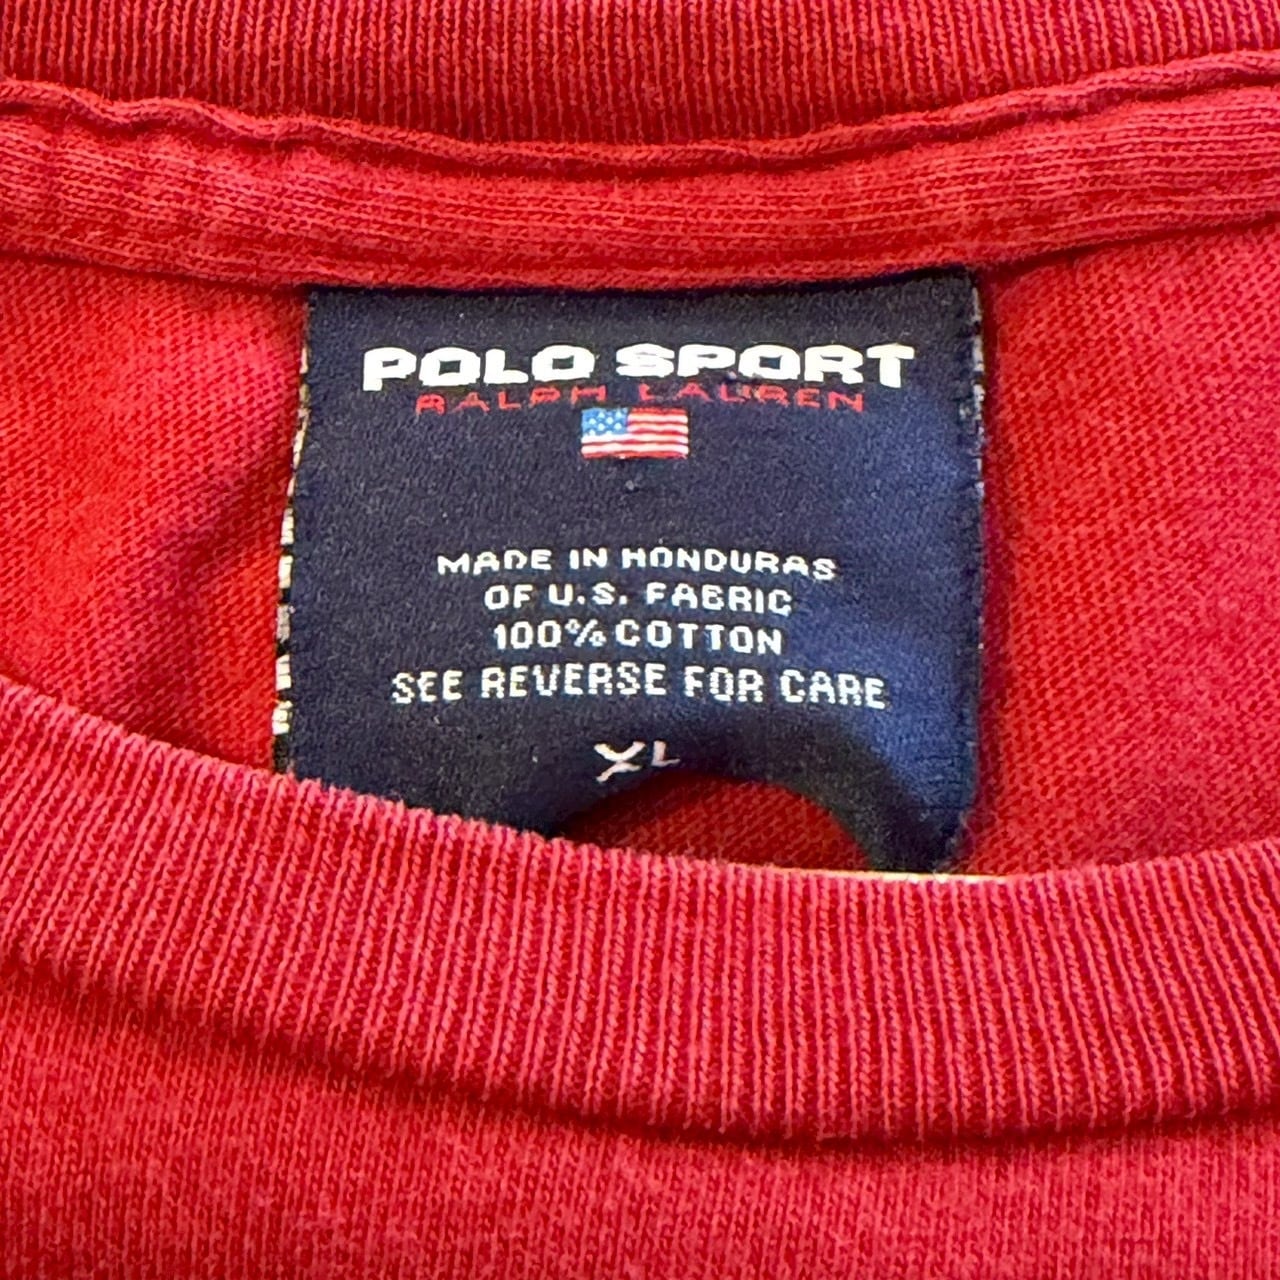 POLO SPORT
RALPH LAUREN
MADE IN HONDURAS
OF U.S. FABRIC
100% COTTON
SEE REVERSE FOR CARE
XL